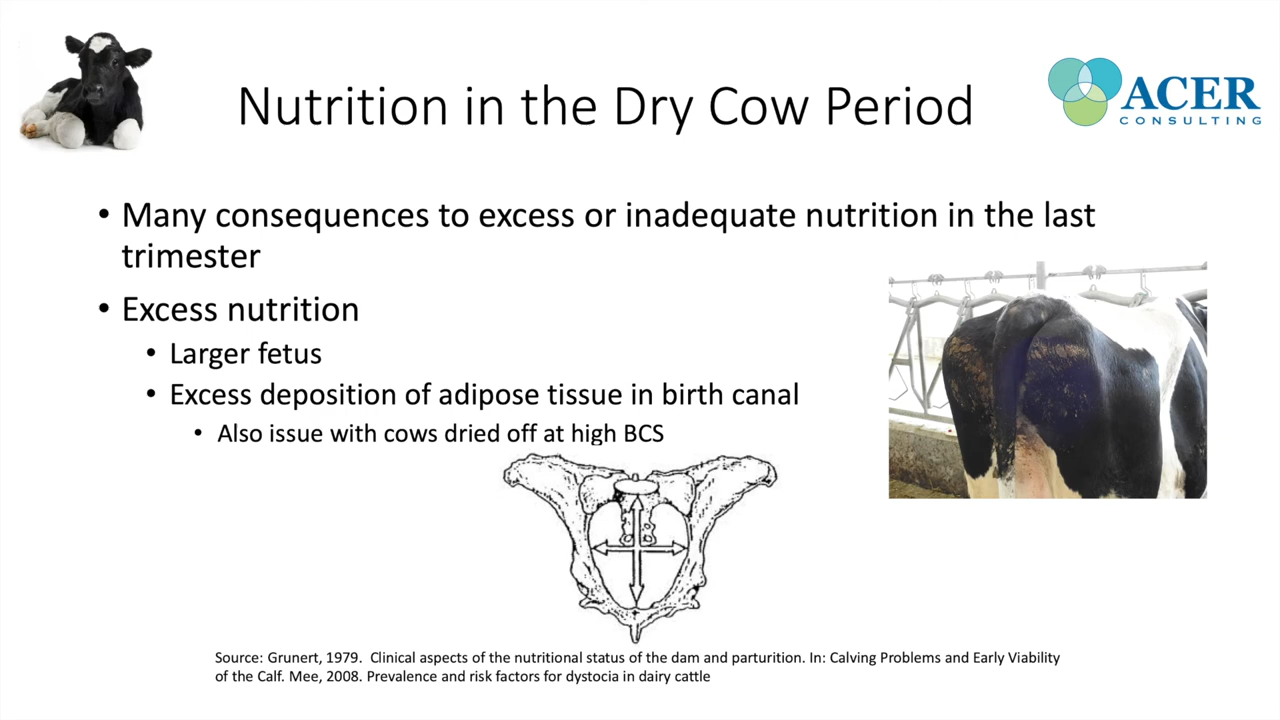 Nutrition in the Dry Cow Period
ACER
CONSULTING
• Many consequences to excess or inadequate nutrition in the last
trimester
• Excess nutrition
• Larger fetus
• Excess deposition of adipose tissue in birth canal
• Also issue with cows dried off at high BCS
Source: Grunert, 1979. Clinical aspects of the nutritional status of the dam and parturition. In: Calving Problems and Early Viability
of the Calf. Mee, 2008. Prevalence and risk factors for dystocia in dairy cattle